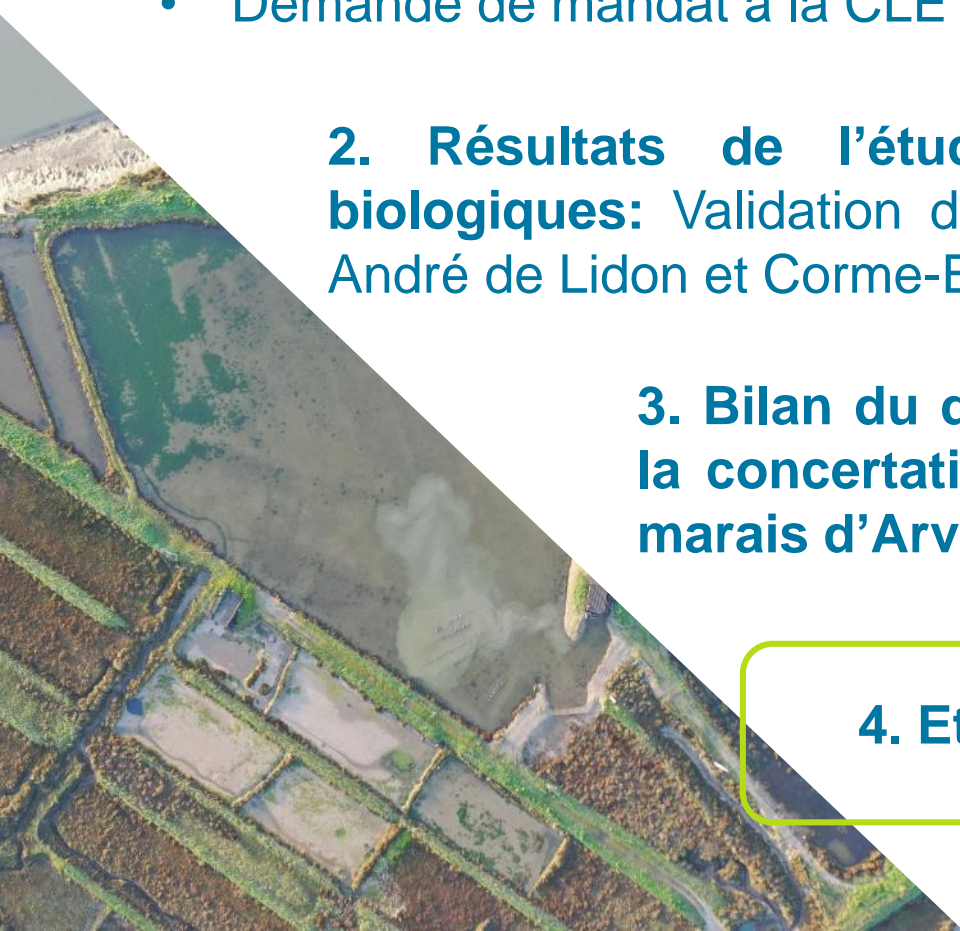 • Demande de mandat à la CLE
2. Résultats de l'étu
biologiques: Validation d
André de Lidon et Corme-E
3. Bilan du d
la concertati
marais d'Arv
4. Et